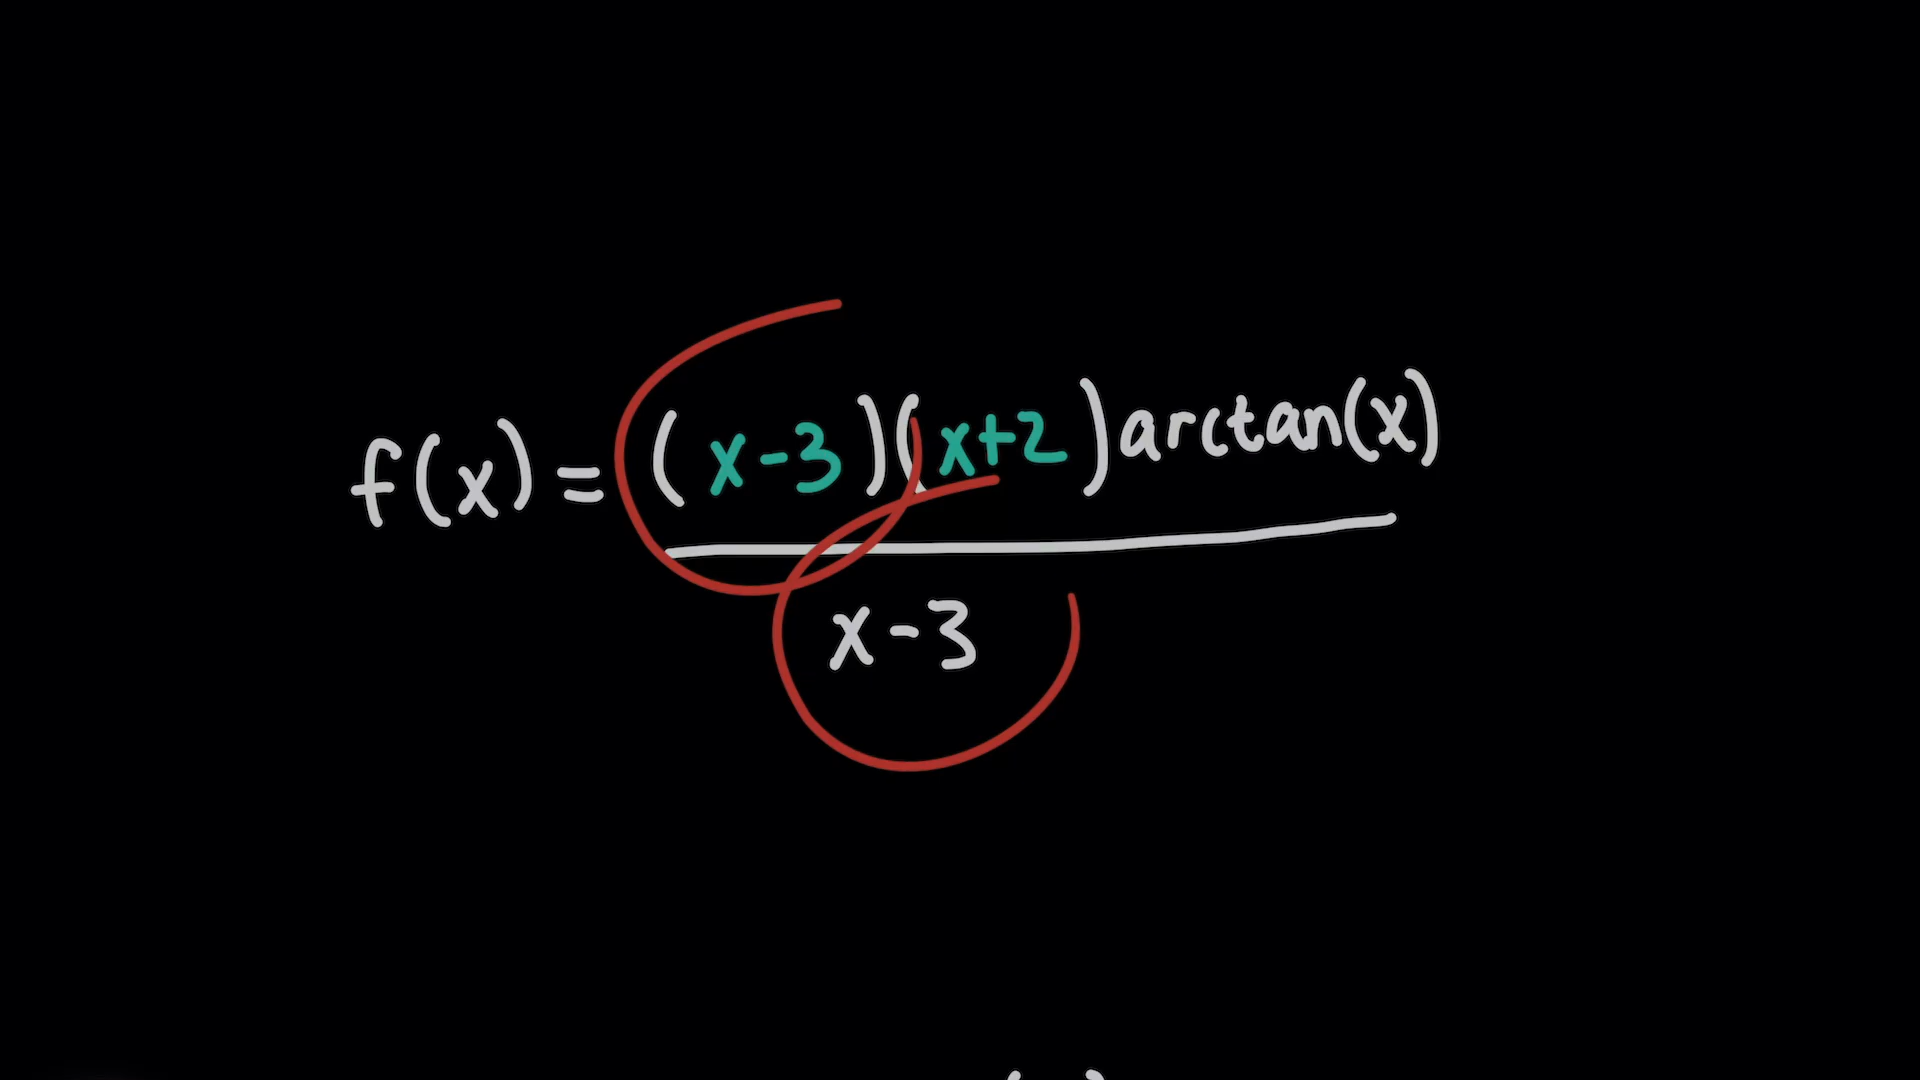 f(x) = (x-3)(x+2)arctan(x)
x-3